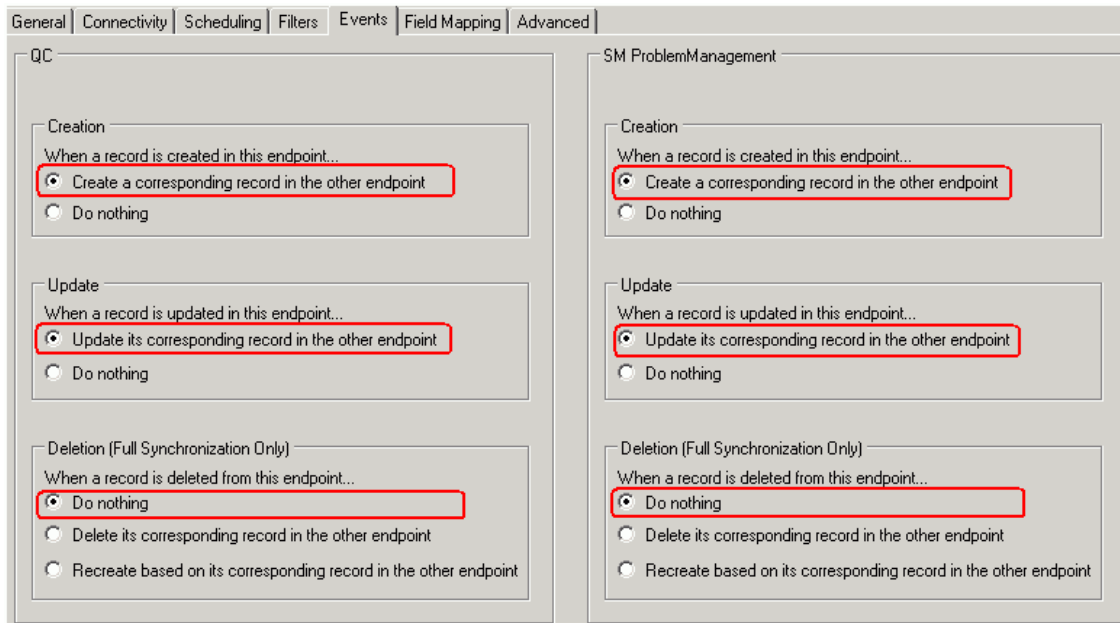 General Connectivity Scheduling Filters Events Field Mapping Advanced
QC
Creation
When a record is created in this endpoint...
Create a corresponding record in the other endpoint
Do nothing
Update
When a record is updated in this endpoint...
Update its corresponding record in the other endpoint
Do nothing
Deletion (Full Synchronization Only)
When a record is deleted from this endpoint...
Do nothing
Delete its corresponding record in the other endpoint
Recreate based on its corresponding record in the other endpoint
SM ProblemManagement
Creation
When a record is created in this endpoint...
Create a corresponding record in the other endpoint
Do nothing
Update
When a record is updated in this endpoint...
Update its corresponding record in the other endpoint
Do nothing
Deletion (Full Synchronization Only)
When a record is deleted from this endpoint...
Do nothing
Delete its corresponding record in the other endpoint
Recreate based on its corresponding record in the other endpoint